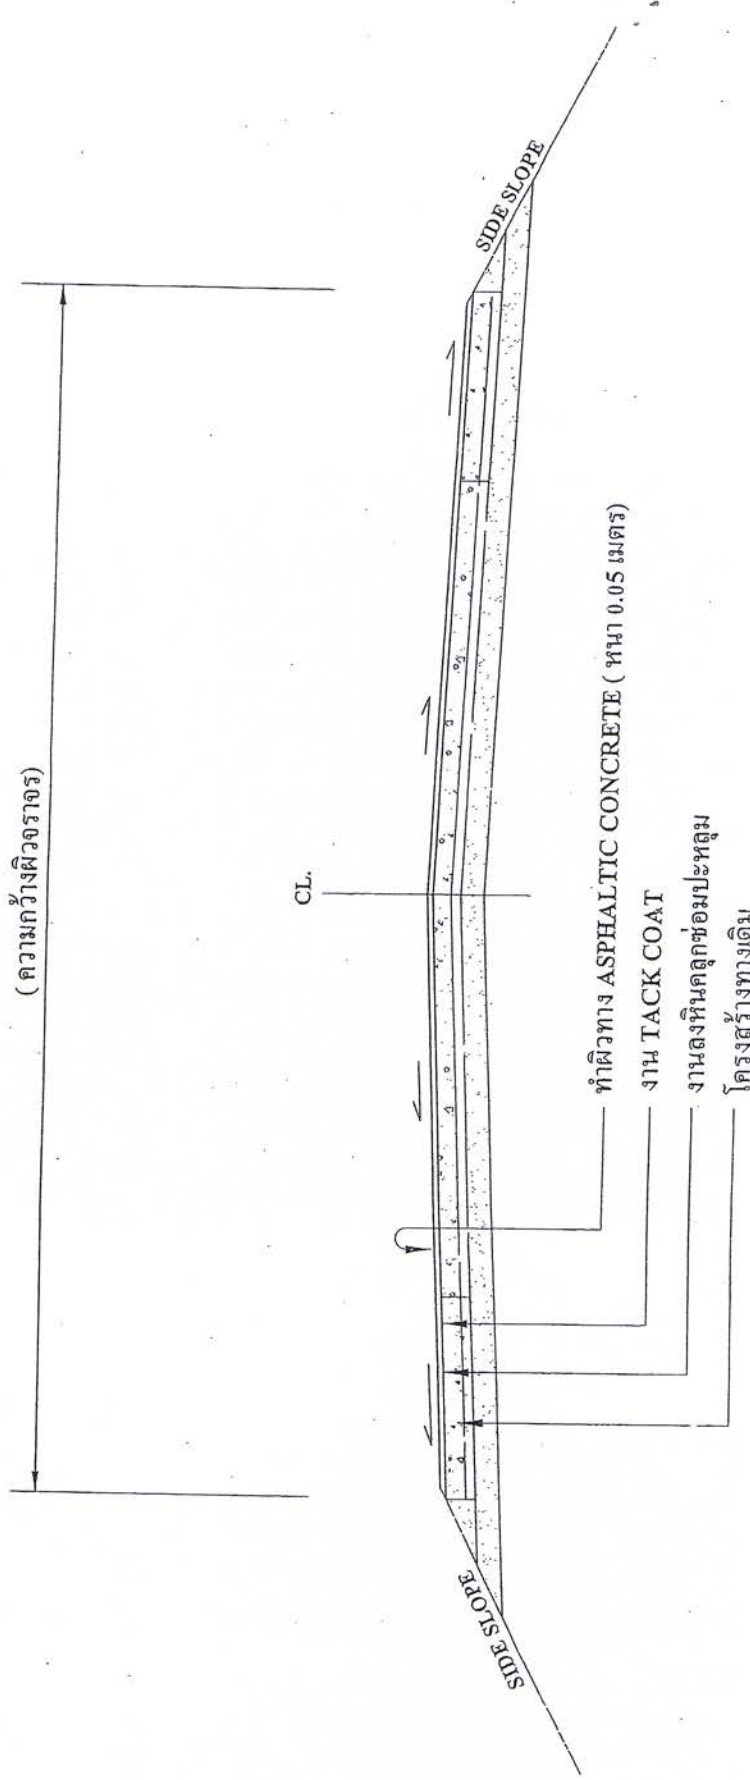 ( ความกว้างผิวจราจร)
CL.
SIDE SLOPE
SIDE SLOPE
ทำผิวทาง ASPHALTIC CONCRETE ( หนา 0.05 เมตร)
งาน TACK COAT
งานลงหินคลุกซ่อมปะหลุม
โครงสร้างทางเดิม